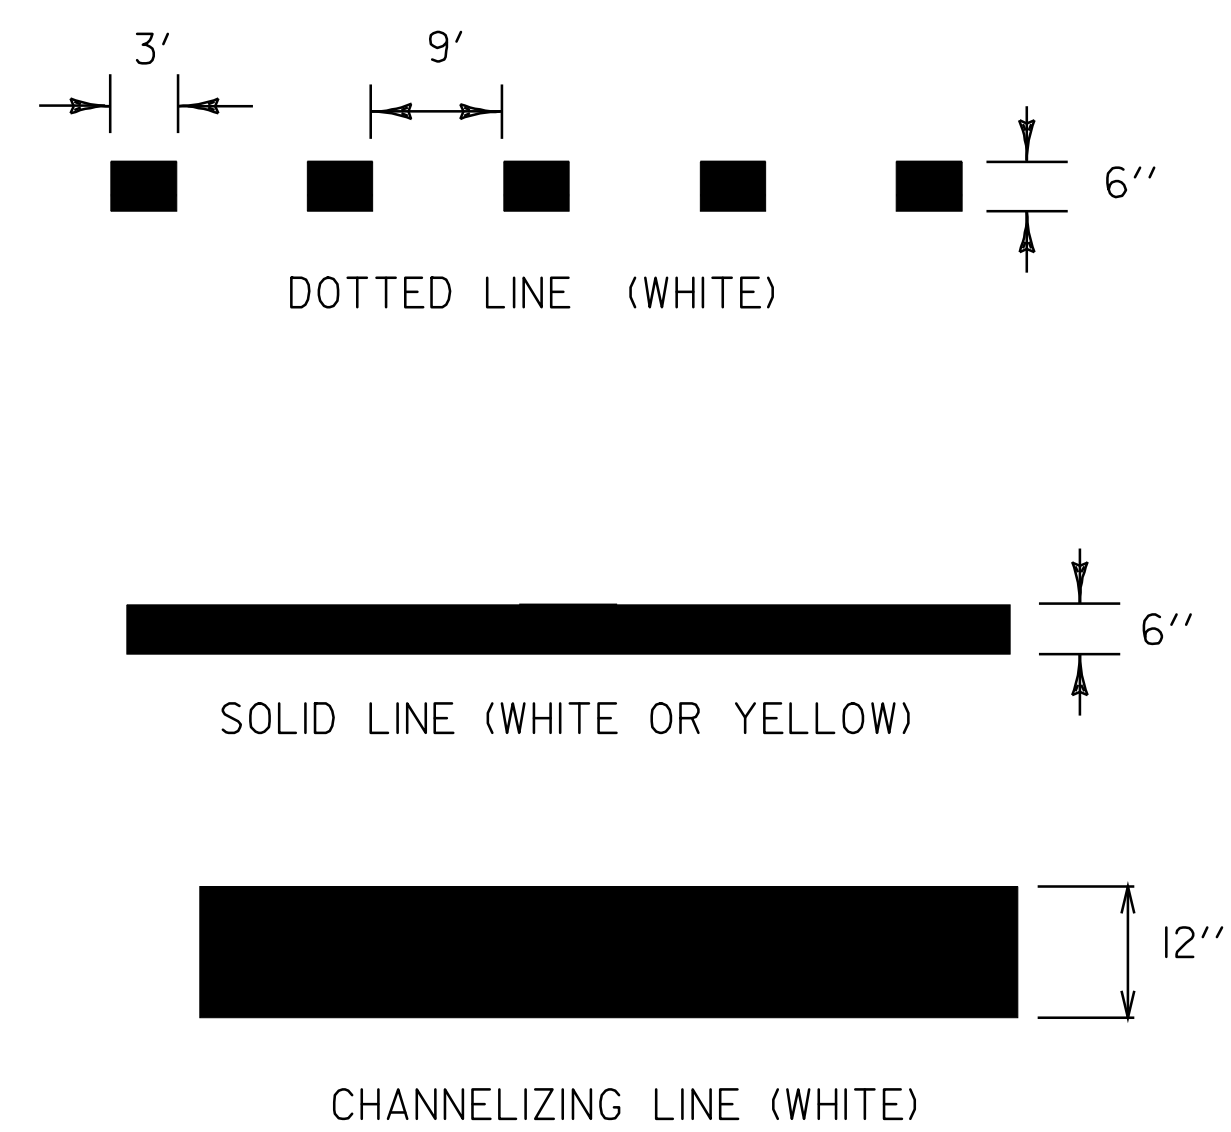 3' 9'
6''
DOTTED LINE (WHITE)
6''
SOLID LINE (WHITE OR YELLOW)
12''
CHANNELIZING LINE (WHITE)